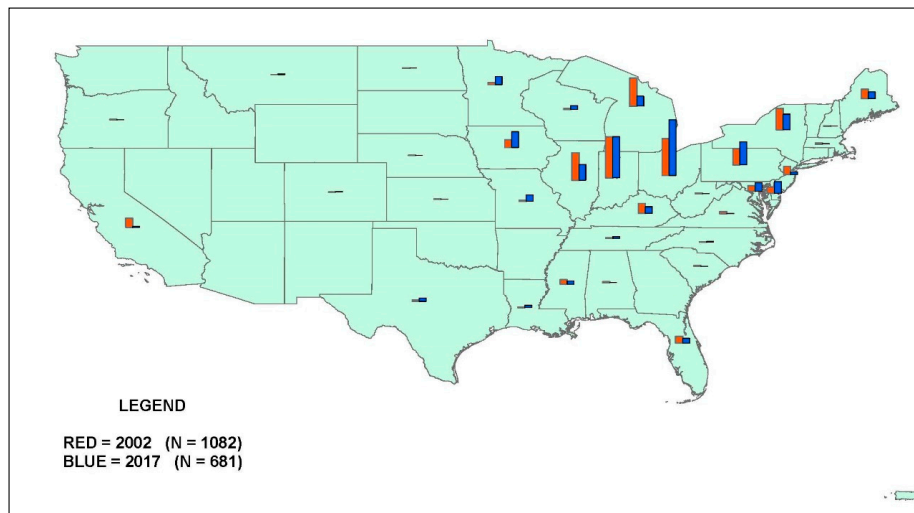 LEGEND
RED = 2002 (N = 1082)
BLUE = 2017 (N = 681)